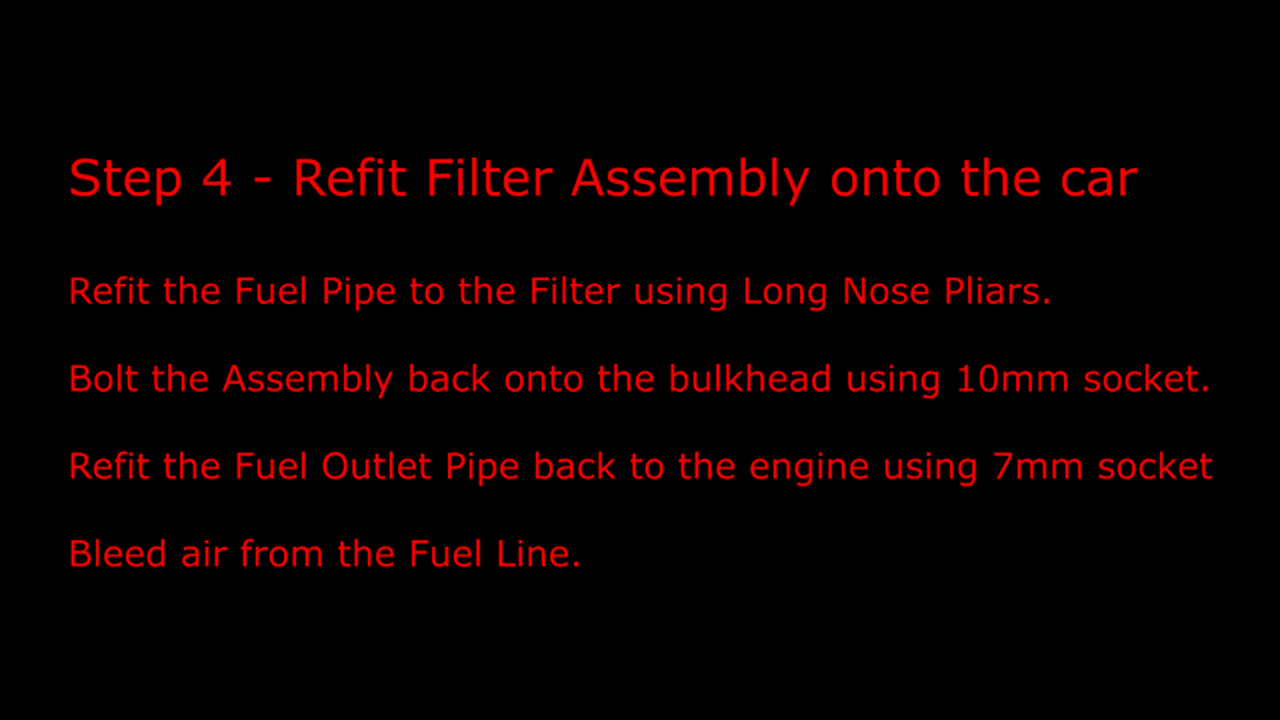 Step 4 - Refit Filter Assembly onto the car
Refit the Fuel Pipe to the Filter using Long Nose Pliars.
Bolt the Assembly back onto the bulkhead using 10mm socket.
Refit the Fuel Outlet Pipe back to the engine using 7mm socket
Bleed air from the Fuel Line.